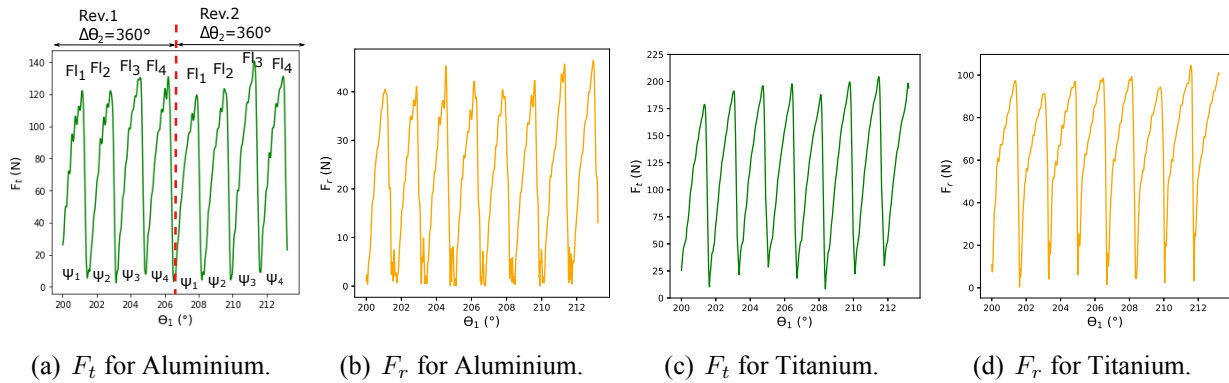 Rev.1 Rev.2
Δθ₂=360° Δθ₂=360°
Fl₁ Fl₂ Fl₃ Fl₄ Fl₁ Fl₂ Fl₃ Fl₄
Ψ₁ Ψ₂ Ψ₃ Ψ₄ Ψ₁ Ψ₂ Ψ₃ Ψ₄
140
120
100
80
60
40
20
0
Fₜ (N)
200 202 204 206 208 210 212
Θ₁ (°)
40
30
20
10
0
Fᵣ (N)
200 202 204 206 208 210 212
Θ₁ (°)
225
200
175
150
125
100
75
50
25
0
Fₜ (N)
200 202 204 206 208 210 212
Θ₁ (°)
100
80
60
40
20
0
Fᵣ (N)
200 202 204 206 208 210 212
Θ₁ (°)
(a) Fₜ for Aluminium.
(b) Fᵣ for Aluminium.
(c) Fₜ for Titanium.
(d) Fᵣ for Titanium.